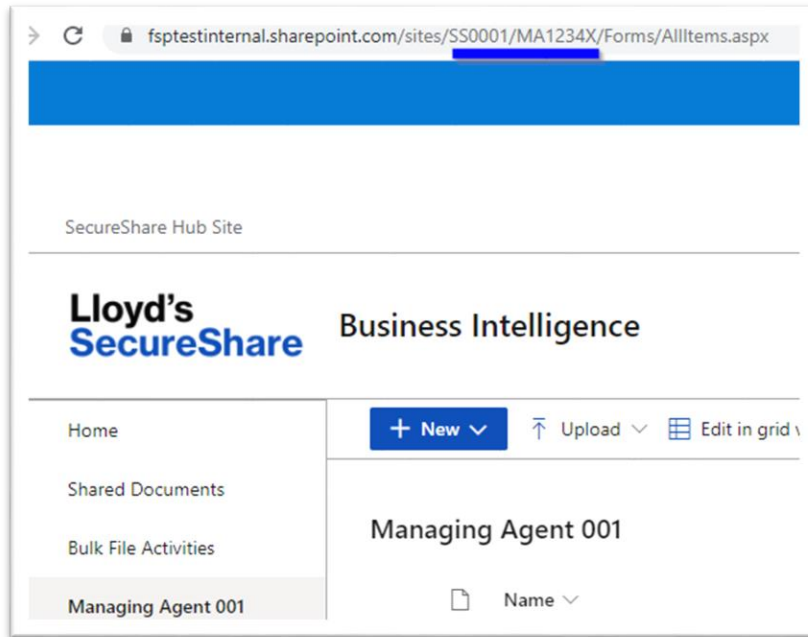 fsptestinternal.sharepoint.com/sites/SS0001/MA1234X/Forms/AllItems.aspx
SecureShare Hub Site
Lloyd's
SecureShare
Business Intelligence
Home
Shared Documents
Bulk File Activities
Managing Agent 001
+ New
Upload
Edit in grid
Managing Agent 001
Name